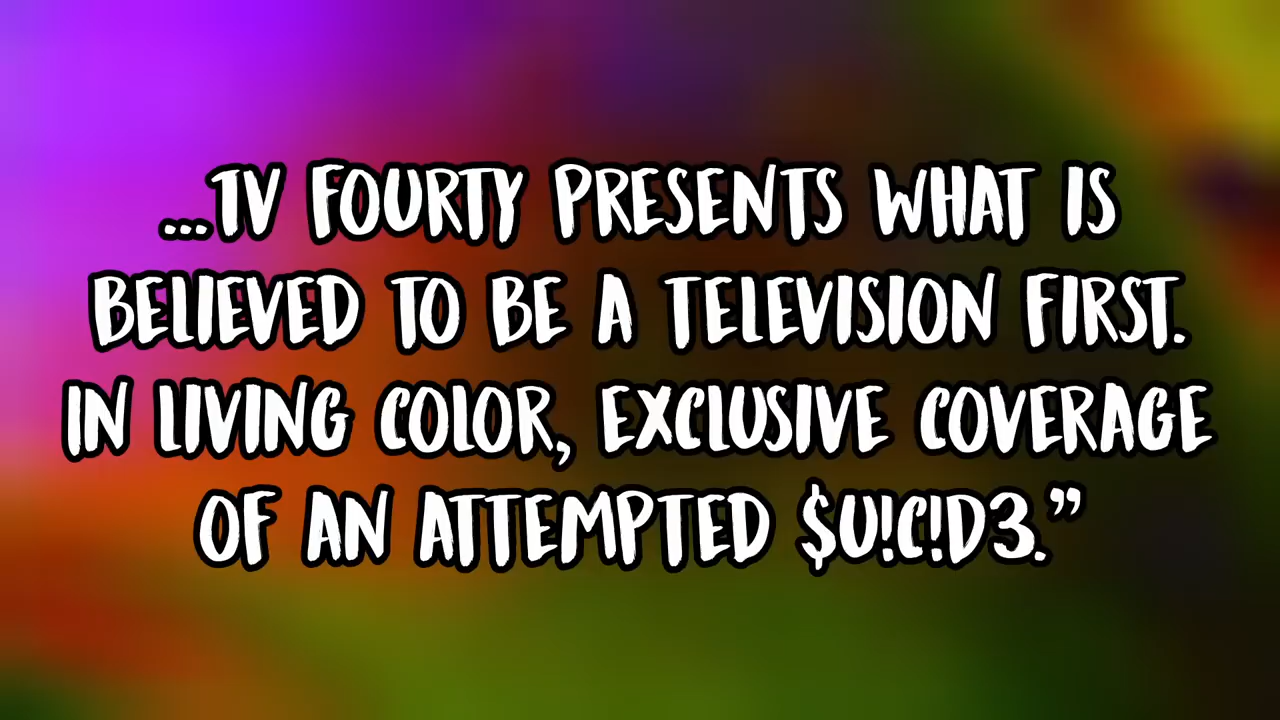 ...TV FOURTY PRESENTS WHAT IS
BELIEVED TO BE A TELEVISION FIRST.
IN LIVING COLOR, EXCLUSIVE COVERAGE
OF AN ATTEMPTED $U!C!D3.”